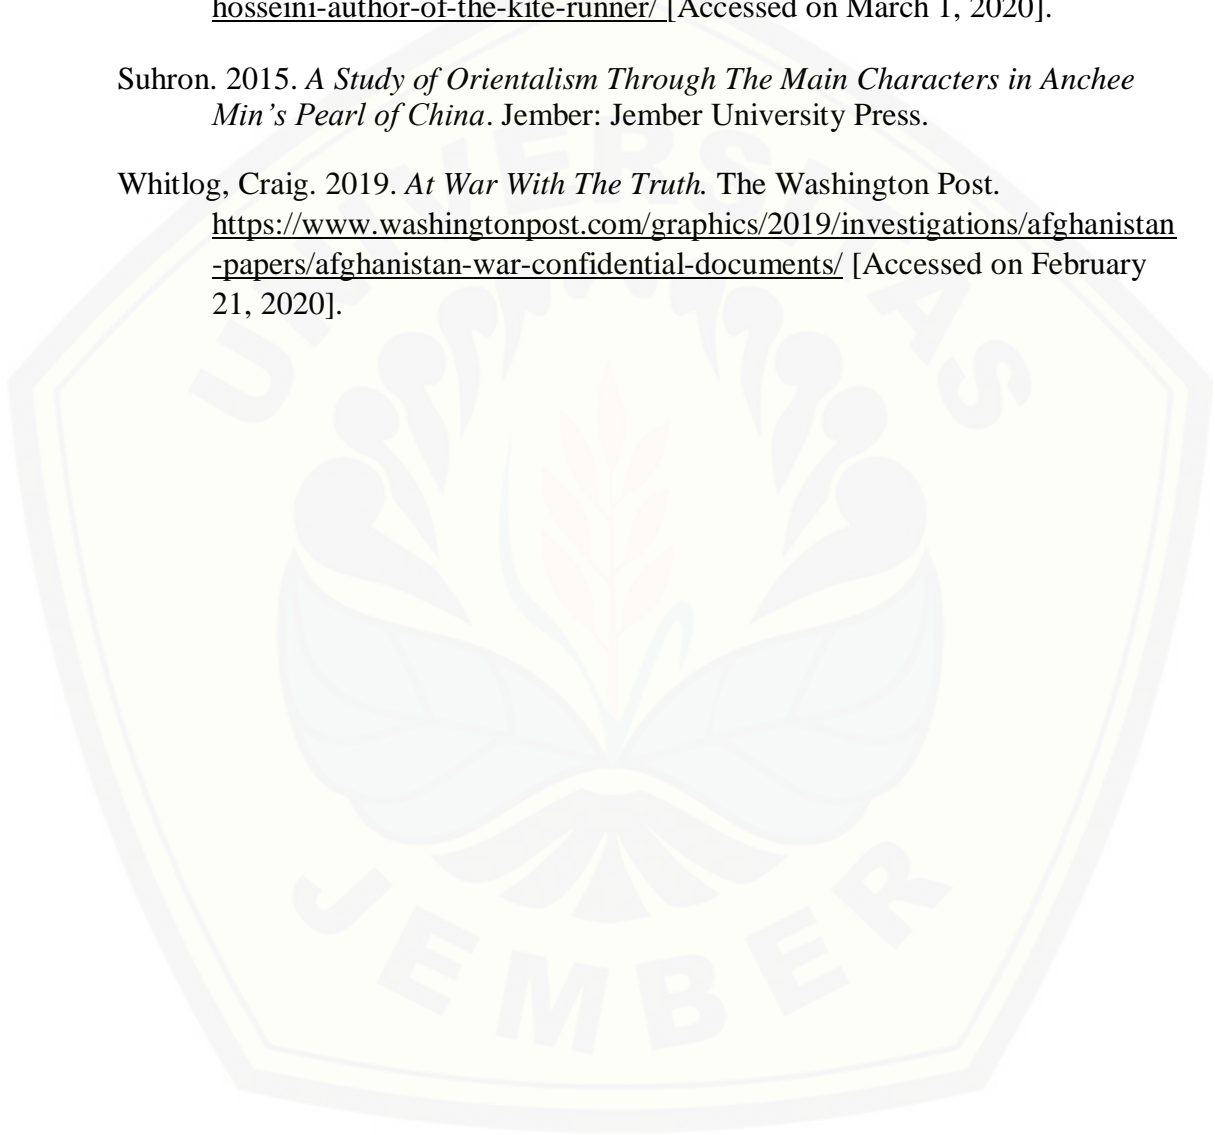 hosseini-author-of-the-kite-runner/ [Accessed on March 1, 2020].
Suhron. 2015. A Study of Orientalism Through The Main Characters in Anchee
Min’s Pearl of China. Jember: Jember University Press.
Whitlog, Craig. 2019. At War With The Truth. The Washington Post.
https://www.washingtonpost.com/graphics/2019/investigations/afghanistan
-papers/afghanistan-war-confidential-documents/ [Accessed on February
21, 2020].
UNIVERSITAS
JEMBER